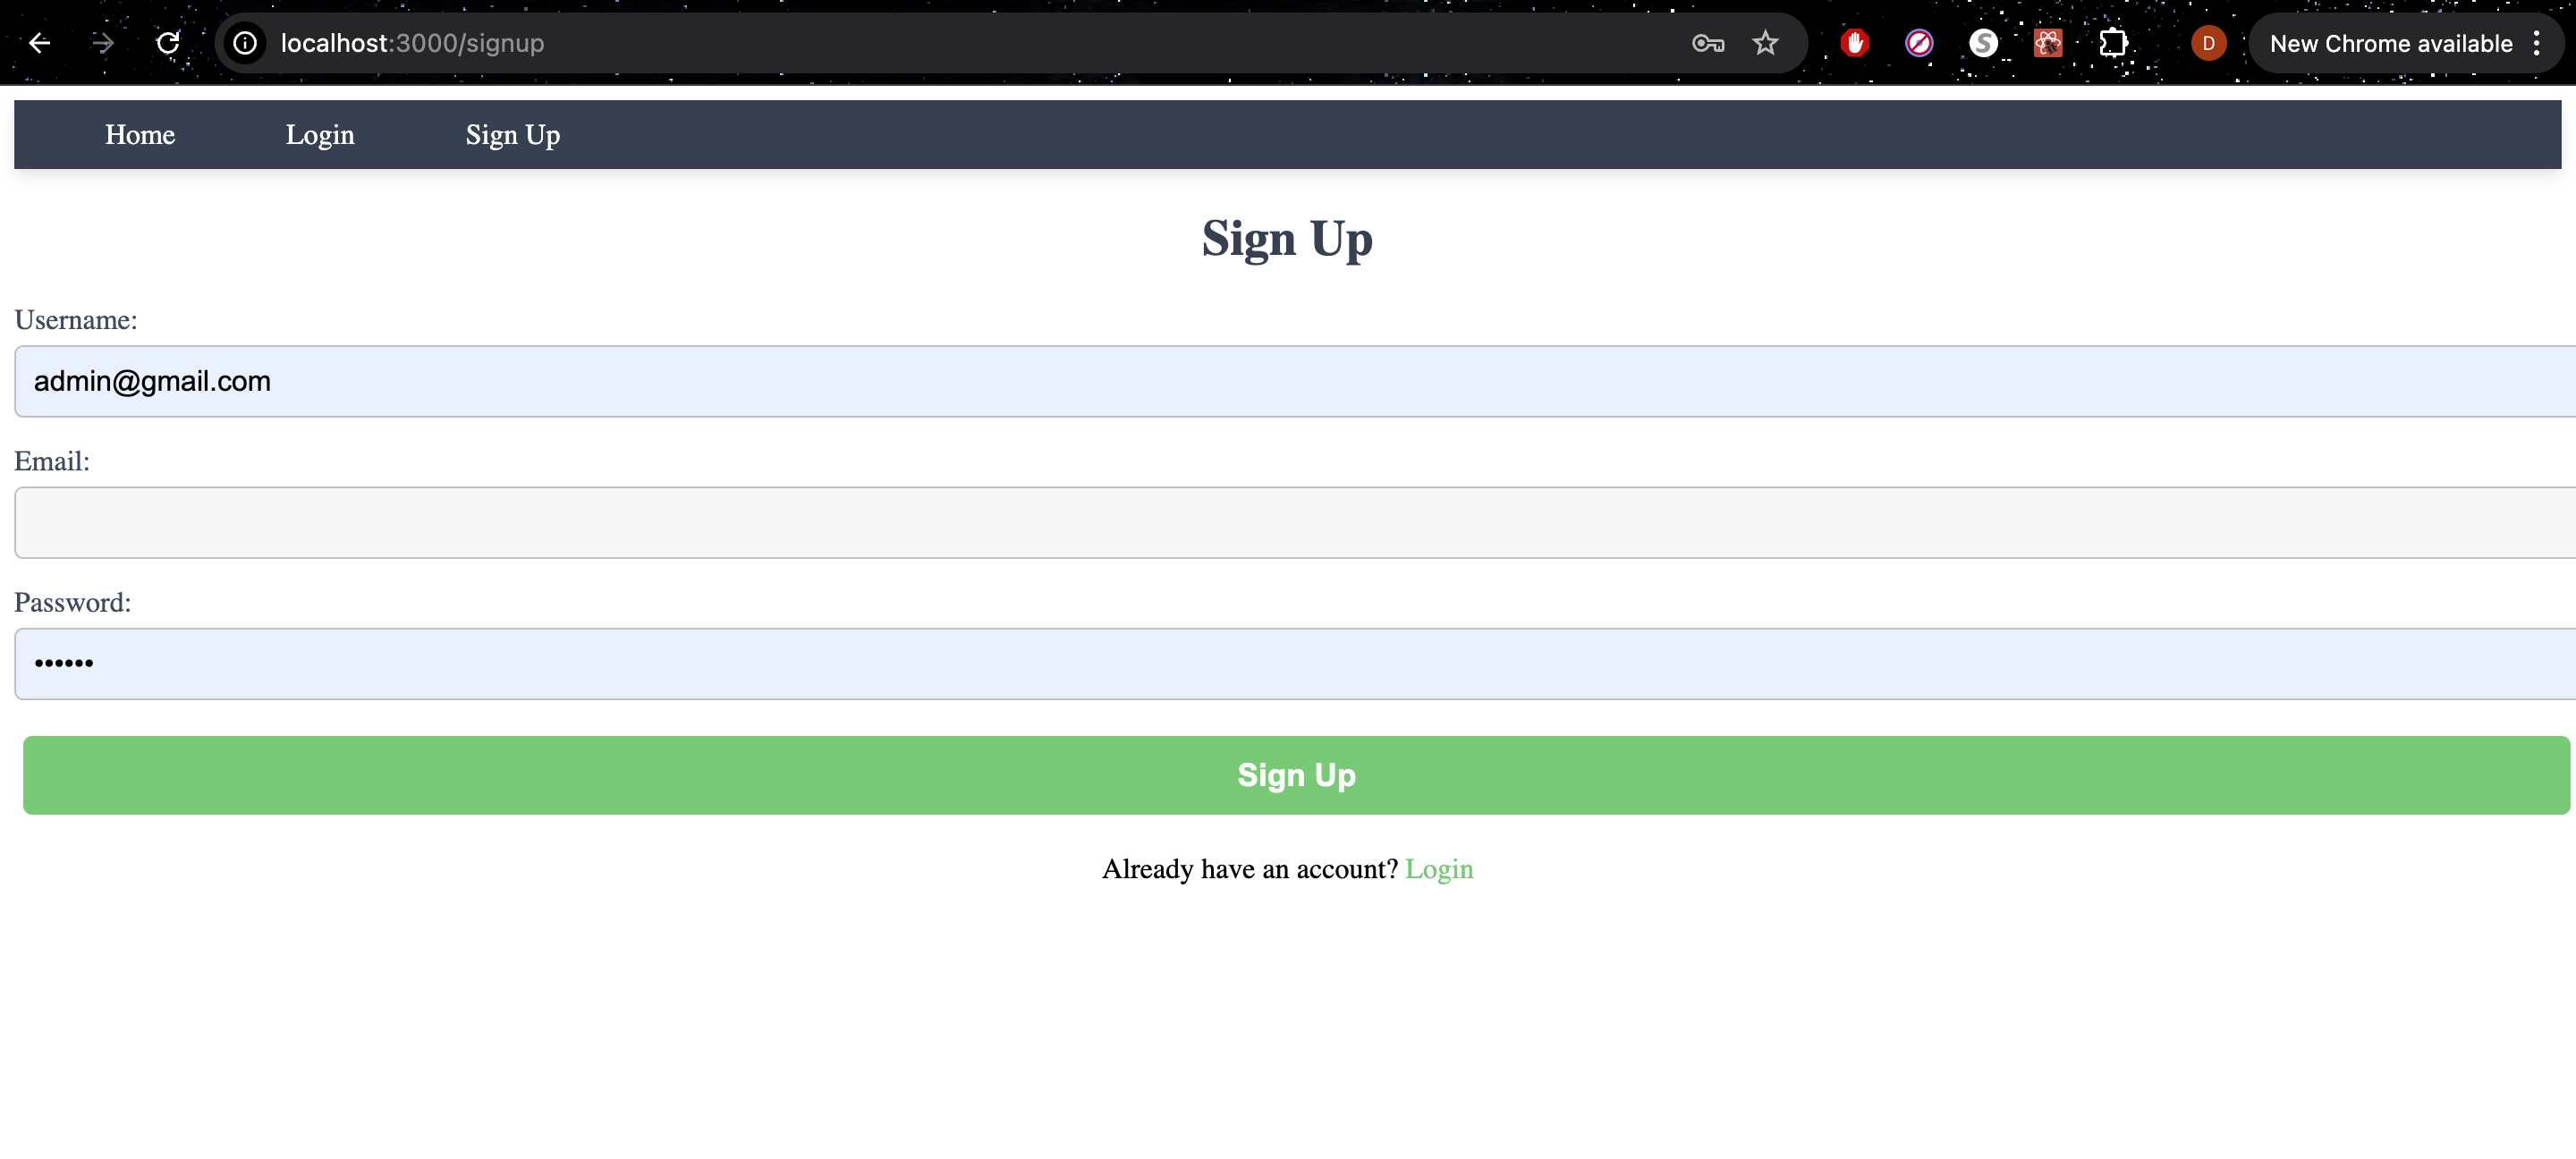 localhost:3000/signup
D
New Chrome available
Home Login Sign Up
Sign Up
Username:
admin@gmail.com
Email:
Password:
••••••
Sign Up
Already have an account? Login